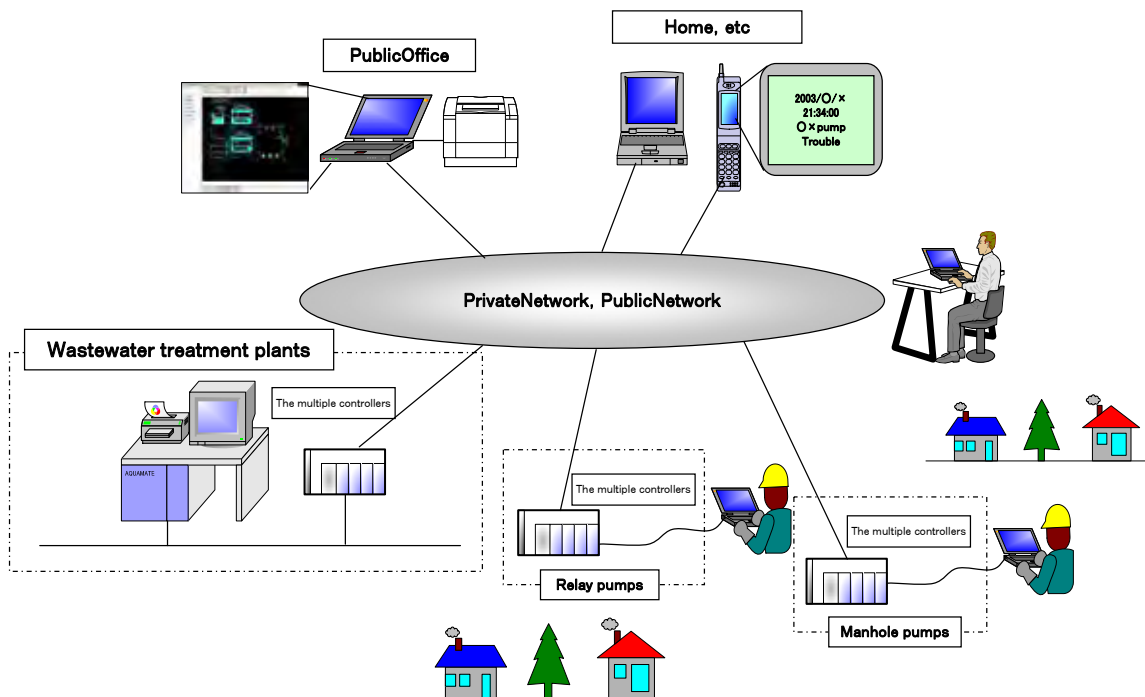 Home, etc
PublicOffice
2003/○/×
21:34:00
○×pump
Trouble
PrivateNetwork, PublicNetwork
Wastewater treatment plants
The multiple controllers
AQUAMATE
The multiple controllers
The multiple controllers
Relay pumps
Manhole pumps